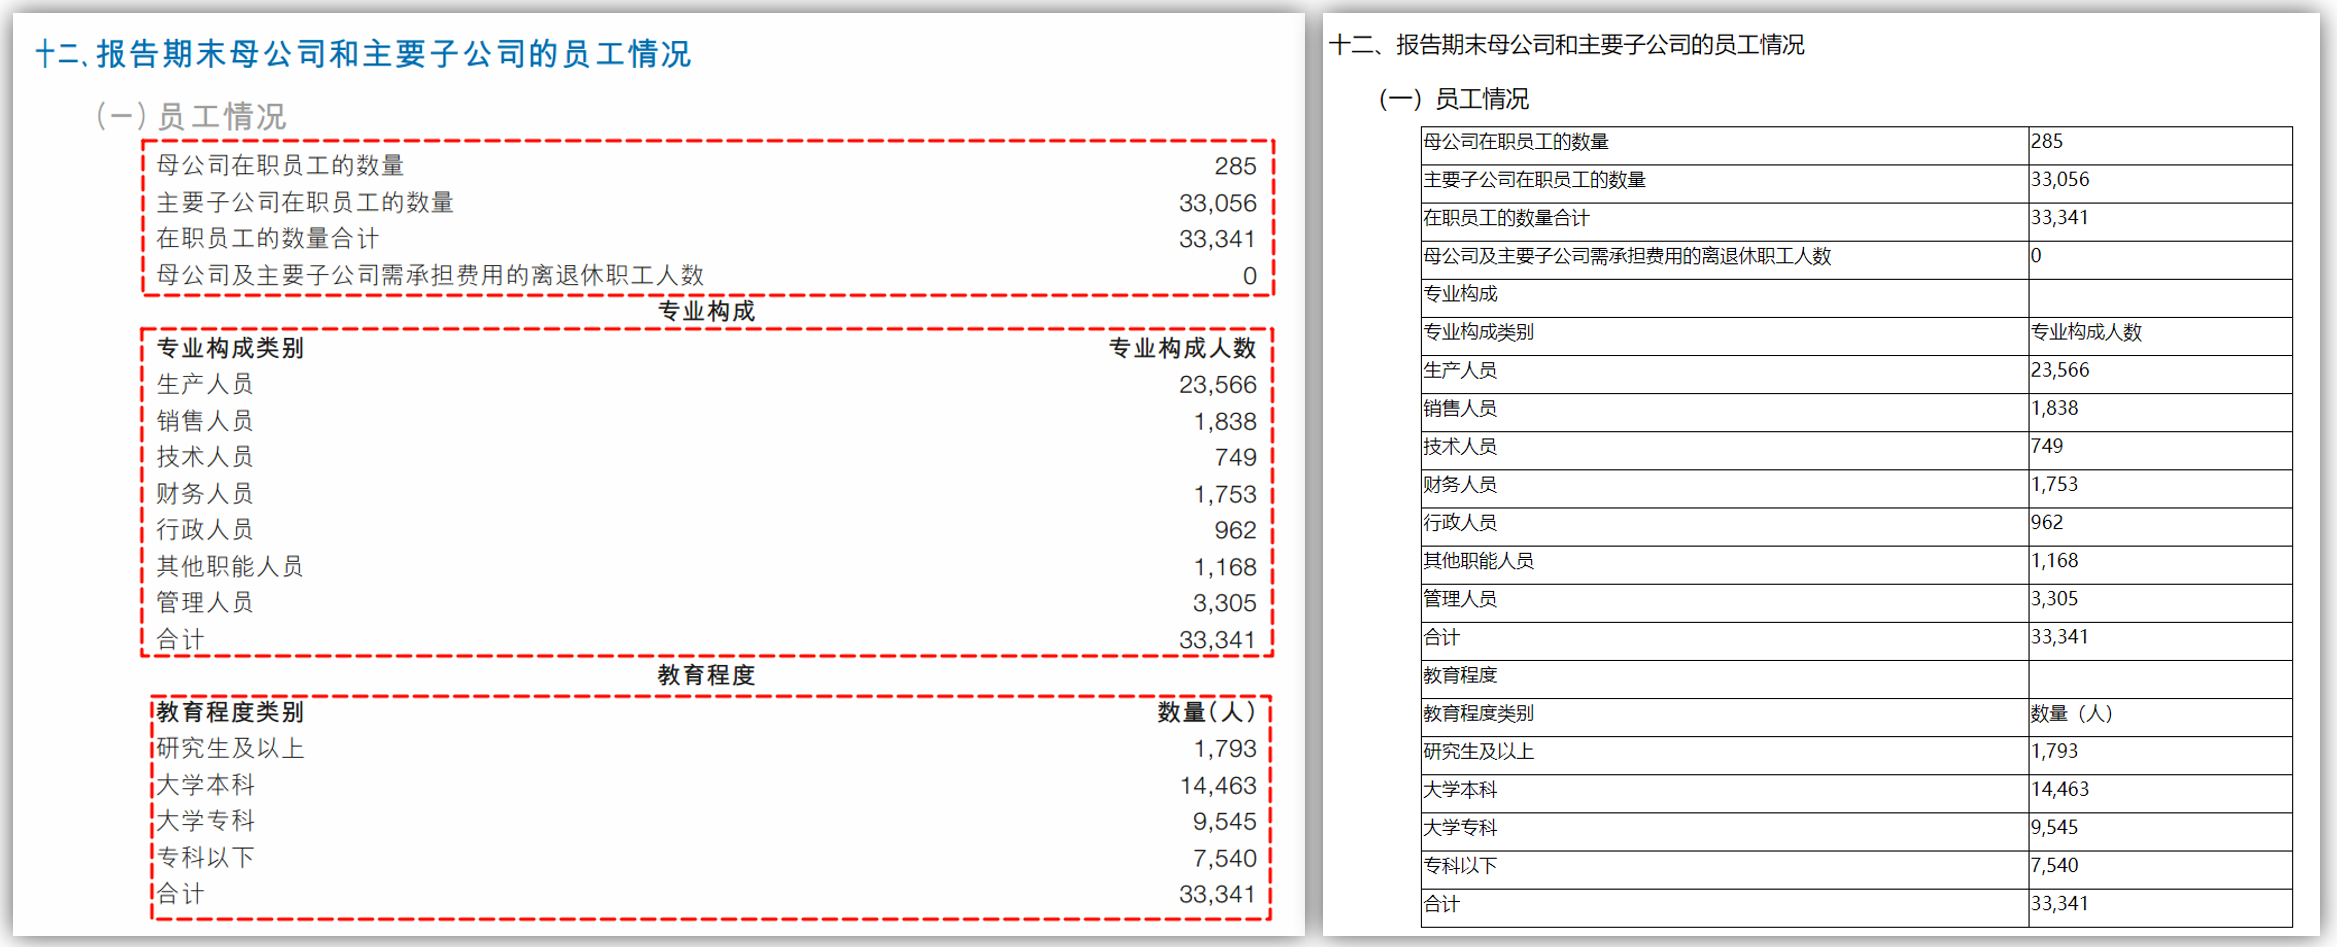 十二、报告期末母公司和主要子公司的员工情况
(一)员工情况
母公司在职员工的数量 285
主要子公司在职员工的数量 33,056
在职员工的数量合计 33,341
母公司及主要子公司需承担费用的离退休职工人数 0
专业构成
专业构成类别 专业构成人数
生产人员 23,566
销售人员 1,838
技术人员 749
财务人员 1,753
行政人员 962
其他职能人员 1,168
管理人员 3,305
合计 33,341
教育程度
教育程度类别 数量(人)
研究生及以上 1,793
大学本科 14,463
大学专科 9,545
专科以下 7,540
合计 33,341
十二、报告期末母公司和主要子公司的员工情况
(一)员工情况
母公司在职员工的数量 285
主要子公司在职员工的数量 33,056
在职员工的数量合计 33,341
母公司及主要子公司需承担费用的离退休职工人数 0
专业构成
专业构成类别 专业构成人数
生产人员 23,566
销售人员 1,838
技术人员 749
财务人员 1,753
行政人员 962
其他职能人员 1,168
管理人员 3,305
合计 33,341
教育程度
教育程度类别 数量(人)
研究生及以上 1,793
大学本科 14,463
大学专科 9,545
专科以下 7,540
合计 33,341